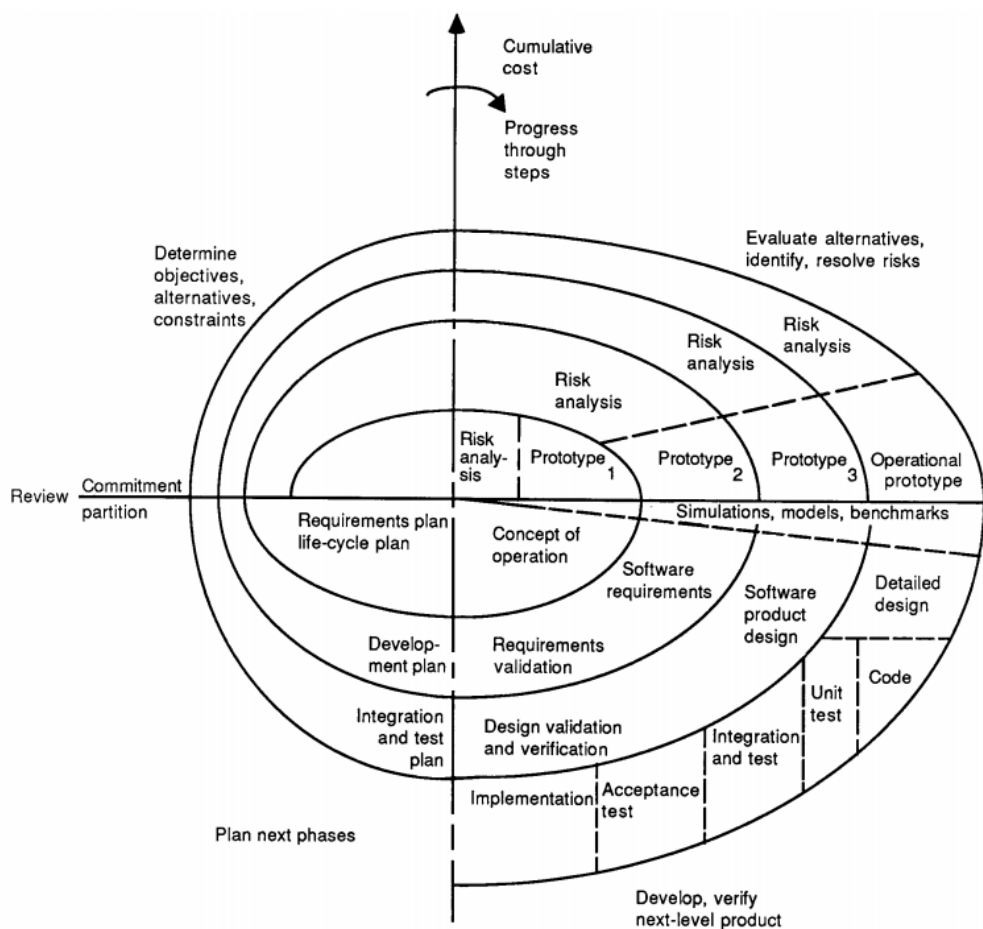 Cumulative
cost
Progress
through
steps
Determine
objectives,
alternatives,
constraints
Evaluate alternatives,
identify, resolve risks
Risk
analysis
Risk
analysis
Risk
analysis
Risk
analy-
sis
Prototype 1
Prototype 2
Prototype 3
Operational
prototype
Review
Commitment
partition
Simulations, models, benchmarks
Requirements plan
life-cycle plan
Concept of
operation
Software
requirements
Software
product
design
Detailed
design
Develop-
ment plan
Requirements
validation
Code
Unit
test
Integration
and test
plan
Design validation
and verification
Integration
and test
Acceptance
test
Implementation
Plan next phases
Develop, verify
next-level product